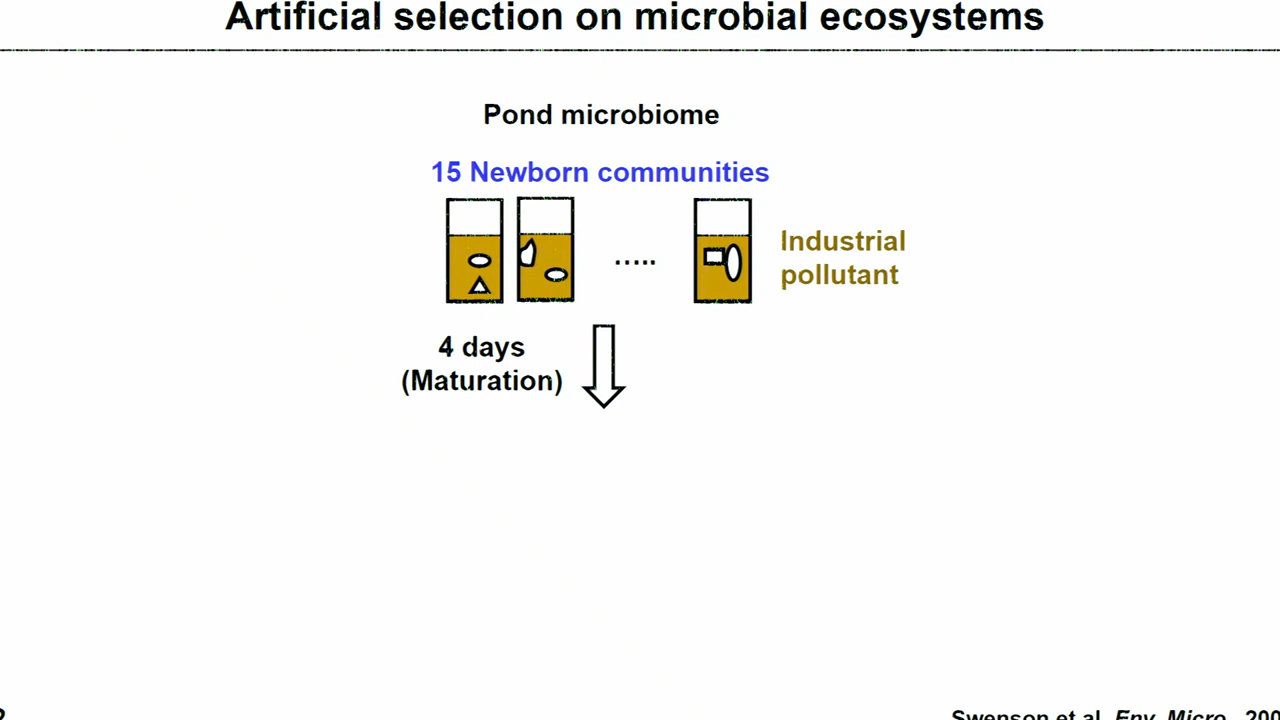 Artificial selection on microbial ecosystems
Pond microbiome
15 Newborn communities
.....
Industrial
pollutant
4 days
(Maturation)
Swenson et al. Env. Micro.